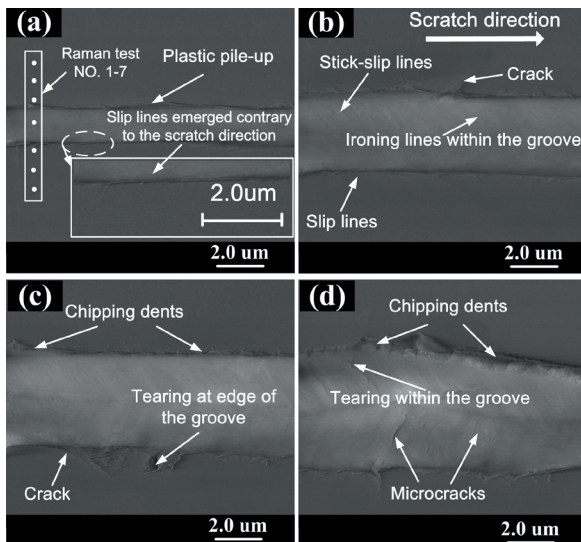 (a)
Raman test
NO. 1-7
Plastic pile-up
Slip lines emerged contrary
to the scratch direction
2.0um
2.0 um
(b)
Scratch direction
Stick-slip lines
Crack
Ironing lines within the groove
Slip lines
2.0 um
(c)
Chipping dents
Tearing at edge of
the groove
Crack
2.0 um
(d)
Chipping dents
Tearing within the groove
Microcracks
2.0 um